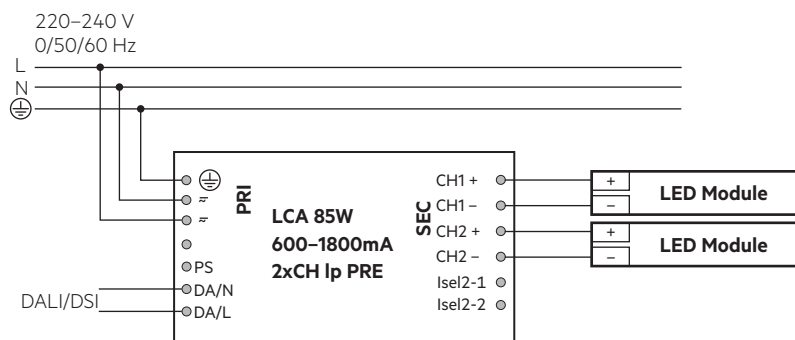 220–240 V
0/50/60 Hz
L
N
PRI
SEC
LCA 85W
600–1800mA
2xCH lp PRE
PS
DALI/DSI
DA/N
DA/L
CH1 +
CH1 –
CH2 +
CH2 –
Isel2-1
Isel2-2
+
–
LED Module
+
–
LED Module